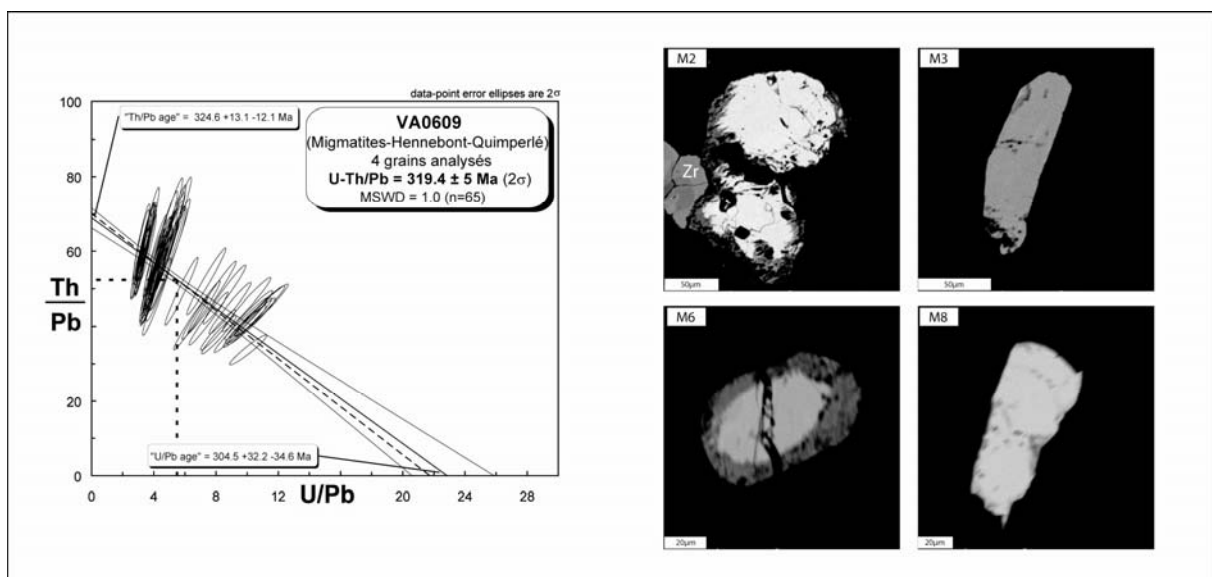 data-point error ellipses are 2σ
"Th/Pb age" = 324.6 +13.1 -12.1 Ma
VA0609
(Migmatites-Hennebont-Quimperlé)
4 grains analysés
U-Th/Pb = 319.4 ± 5 Ma (2σ)
MSWD = 1.0 (n=65)
100
80
60
40
20
0
Th
Pb
"U/Pb age" = 304.5 +32.2 -34.6 Ma
0
4
8
12
20
24
28
U/Pb
M2
Zr
50µm
M3
50µm
M6
20µm
M8
20µm